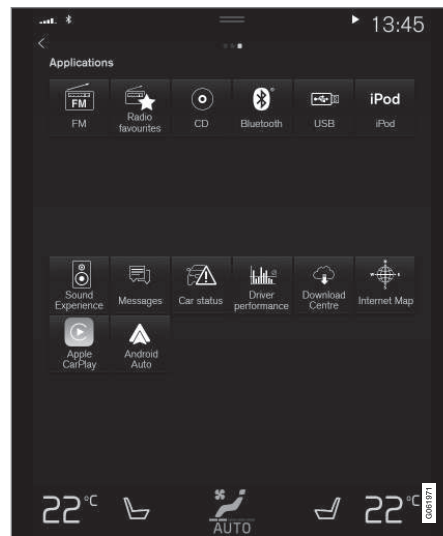 13:45
Applications
FM
iPod
FM
Radio
favountes
CD
Bluetooth
USB
iPod
Sound
Experience
Messages
Car status
Driver
performance
Download
Centre
Internet Map
Apple
CarPlay
Android
Auto
22°C
AUTO
22°C
G061971